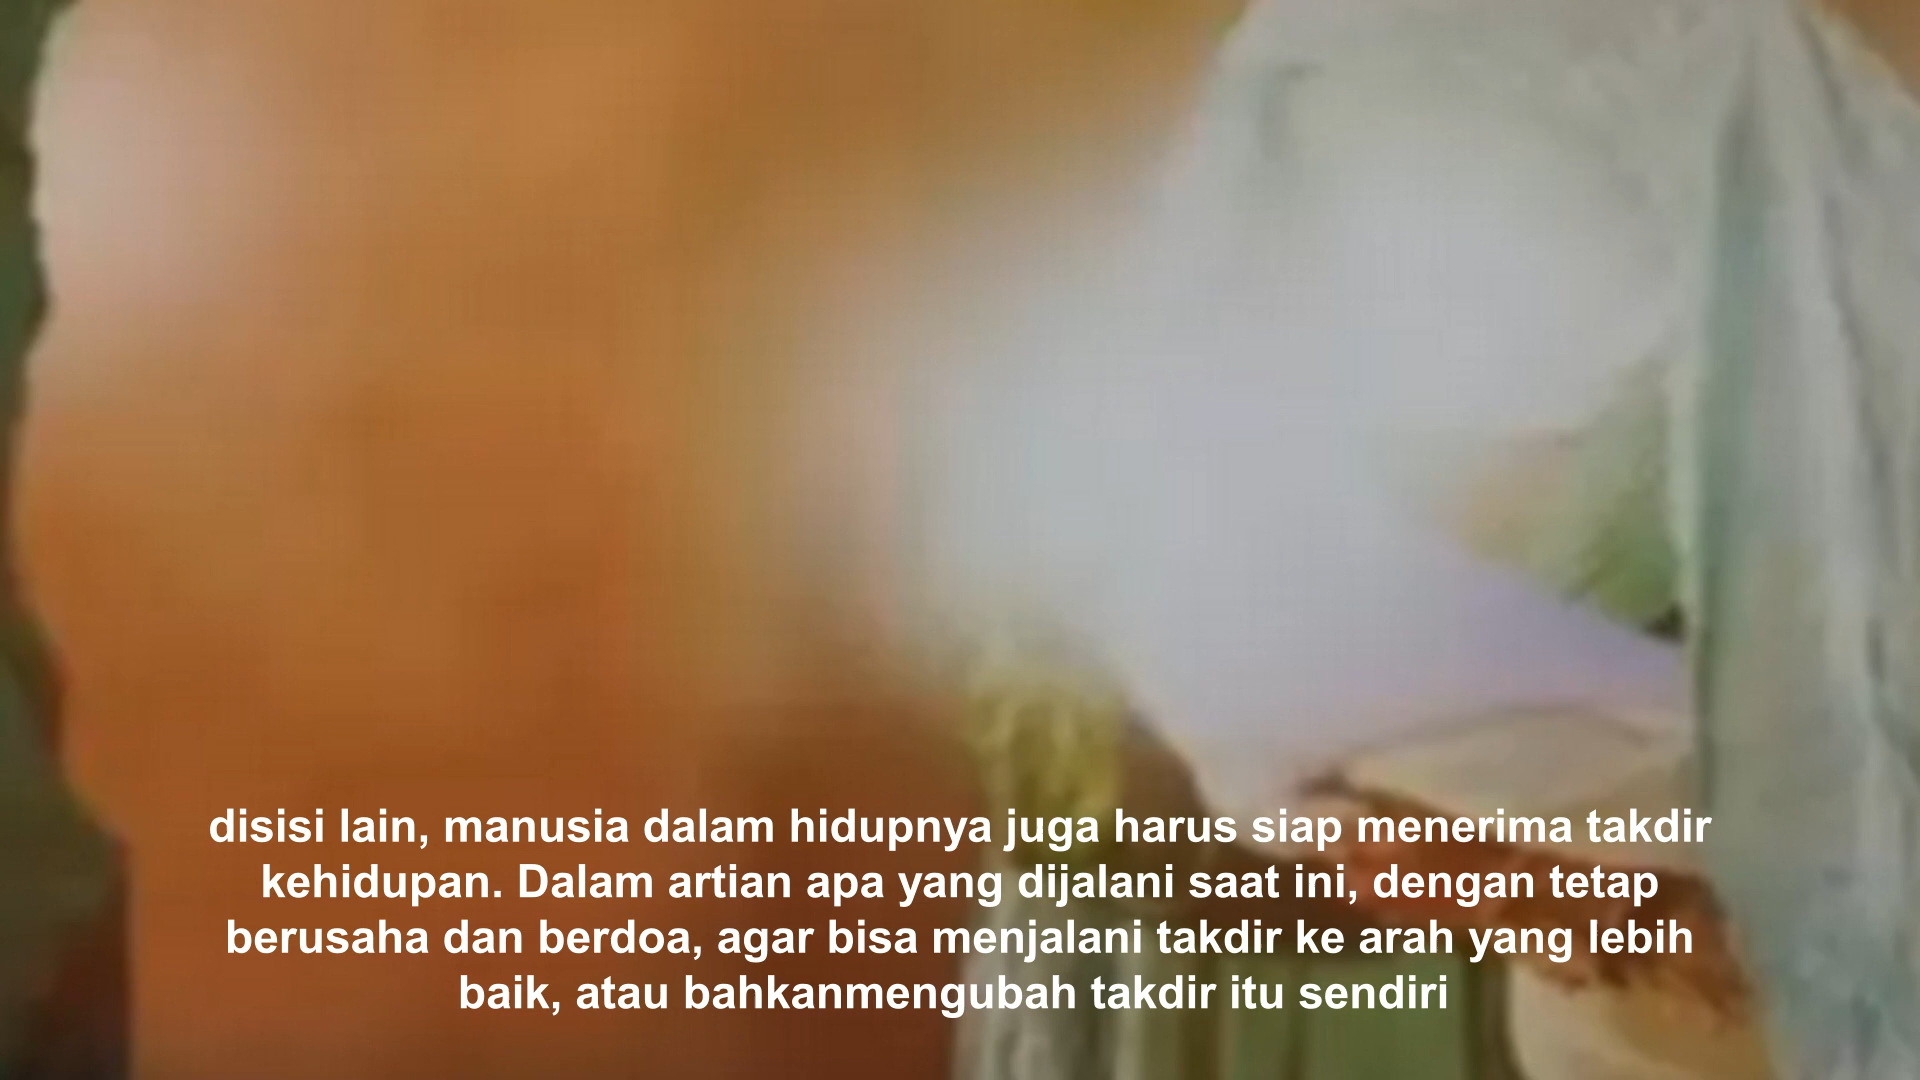 disisi lain, manusia dalam hidupnya juga harus siap menerima takdir
kehidupan. Dalam artian apa yang dijalani saat ini, dengan tetap
berusaha dan berdoa, agar bisa menjalani takdir ke arah yang lebih
baik, atau bahkanmengubah takdir itu sendiri